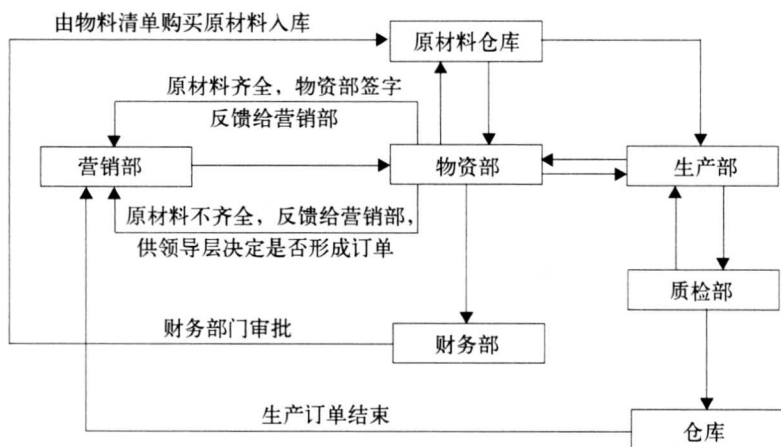 由物料清单购买原材料入库
原材料仓库
原材料齐全，物资部签字
反馈给营销部
营销部
物资部
生产部
原材料不齐全，反馈给营销部，
供领导层决定是否形成订单
质检部
财务部门审批
财务部
生产订单结束
仓库